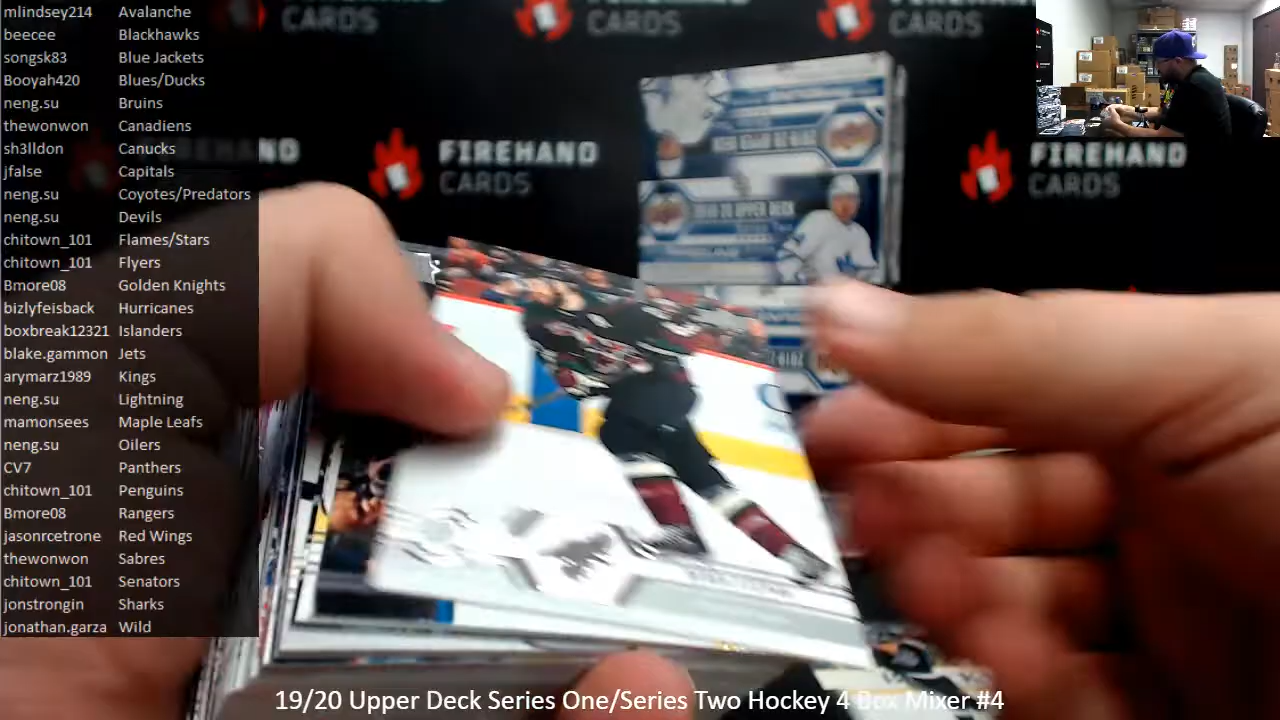 mlindsey214 Avalanche
beecee Blackhawks
songsk83 Blue Jackets
Booyah420 Blues/Ducks
neng.su Bruins
thewonwon Canadiens
sh3lldon Canucks
jfalse Capitals
neng.su Coyotes/Predators
neng.su Devils
chitown_101 Flames/Stars
chitown_101 Flyers
Bmore08 Golden Knights
bizlyfeisback Hurricanes
boxbreak12321 Islanders
blake.gammon Jets
arymarz1989 Kings
neng.su Lightning
mamonsees Maple Leafs
neng.su Oilers
CV7 Panthers
chitown_101 Penguins
Bmore08 Rangers
jasonrcetrone Red Wings
thewonwon Sabres
chitown_101 Senators
jonstrongin Sharks
jonathan.garza Wild
CARDS
CARDS
CARDS
FIREHAND
CARDS
FIREHAND
CARDS
UPPER DECK
19/20 Upper Deck Series One/Series Two Hockey 4 Box Mixer #4